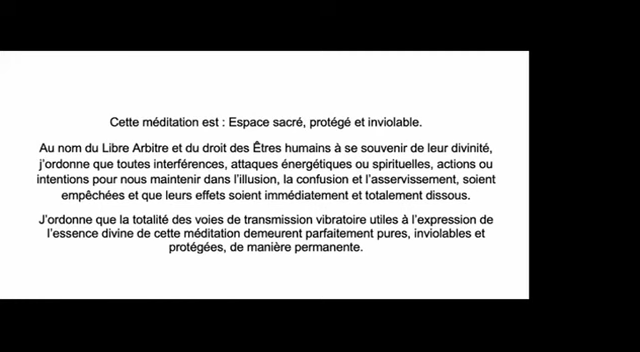 Cette méditation est : Espace sacré, protégé et inviolable.
Au nom du Libre Arbitre et du droit des Êtres humains à se souvenir de leur divinité,
j'ordonne que toutes interférences, attaques énergétiques ou spirituelles, actions ou
intentions pour nous maintenir dans l'illusion, la confusion et l'asservissement, soient
empêchées et que leurs effets soient immédiatement et totalement dissous.
J'ordonne que la totalité des voies de transmission vibratoire utiles à l'expression de
l'essence divine de cette méditation demeurent parfaitement pures, inviolables et
protégées, de manière permanente.